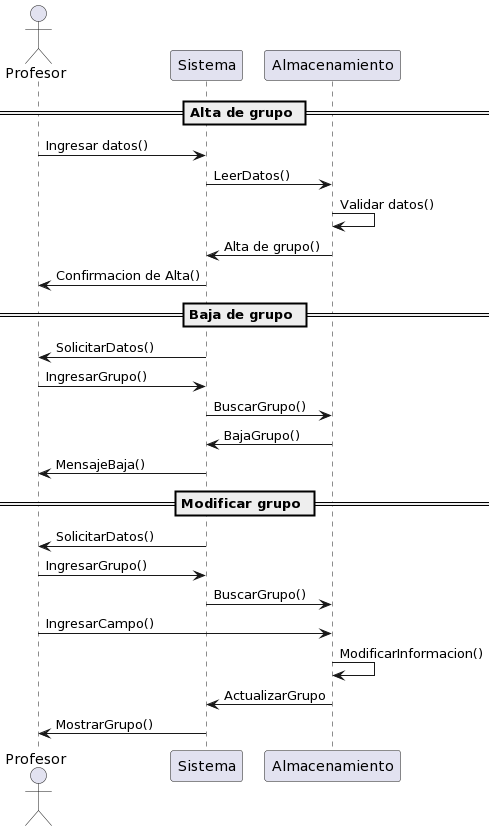 Profesor
Sistema
Almacenamiento
Alta de grupo
Ingresar datos()
LeerDatos()
Validar datos()
Alta de grupo()
Confirmacion de Alta()
Baja de grupo
SolicitarDatos()
IngresarGrupo()
BuscarGrupo()
BajaGrupo()
MensajeBaja()
Modificar grupo
SolicitarDatos()
IngresarGrupo()
BuscarGrupo()
IngresarCampo()
ModificarInformacion()
ActualizarGrupo
MostrarGrupo()
Profesor
Sistema
Almacenamiento